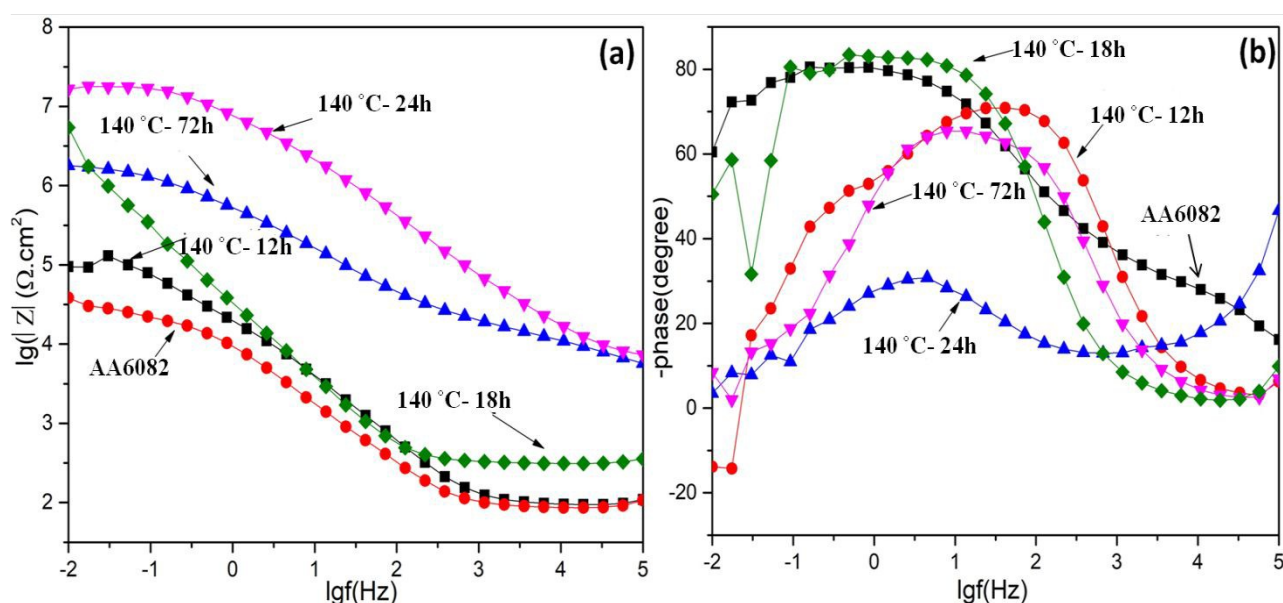 (a)
8
7
6
5
4
3
2
lg(|Z| (Ω.cm²)
140 °C- 24h
140 °C- 72h
140 °C- 12h
AA6082
140 °C- 18h
-2 -1 0 1 2 3 4 5
lgf(Hz)
(b)
80
60
40
20
0
-20
-phase(degree)
140 °C- 18h
140 °C- 12h
140 °C- 72h
AA6082
140 °C- 24h
-2 -1 0 1 2 3 4 5
lgf(Hz)